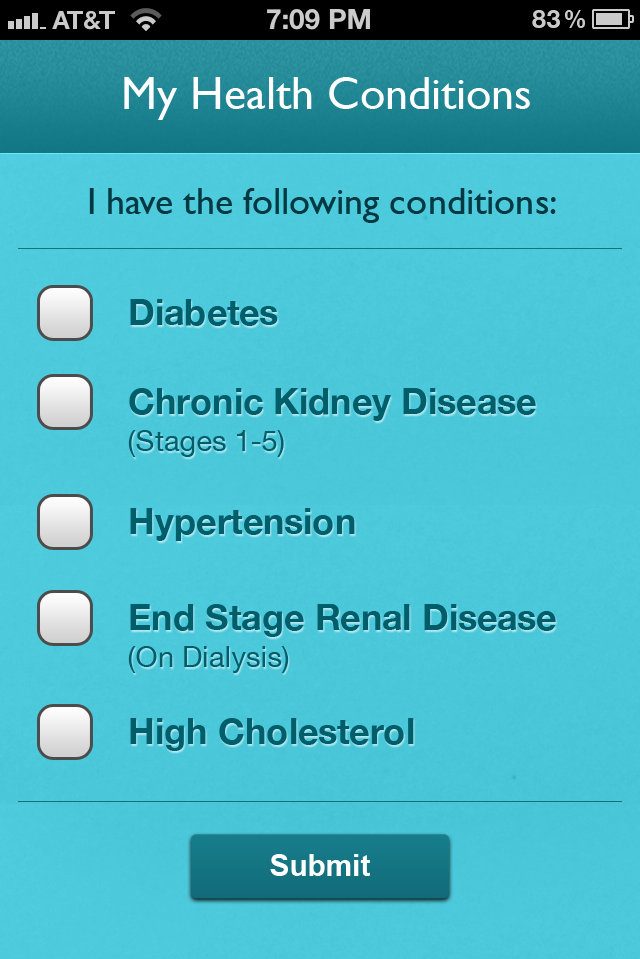 AT&T 7:09 PM 83%
My Health Conditions
I have the following conditions:
Diabetes
Chronic Kidney Disease
(Stages 1-5)
Hypertension
End Stage Renal Disease
(On Dialysis)
High Cholesterol
Submit